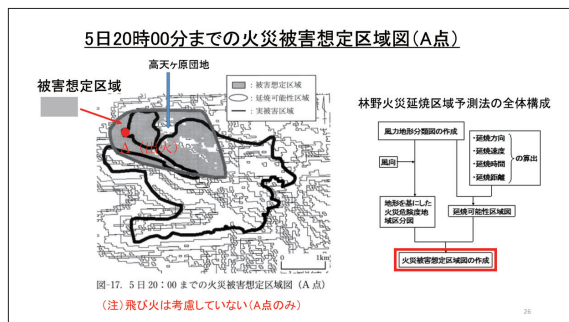 5日20時00分までの火災被害想定区域図(A点)
高天ヶ原団地
被害想定区域
：被害想定区域
：延焼可能性区域
：実被害区域
A
0 1km
図-17. 5日20：00までの火災被害想定区域図(A点)
(注)飛び火は考慮していない(A点のみ)
林野火災延焼区域予測法の全体構成
風力地形分類図の作成
風向
・延焼方向
・延焼速度
・延焼時間
・延焼距離
の算出
地形を基にした
火災危険度地
域区分図
延焼可能性区域図
火災被害想定区域図の作成
26